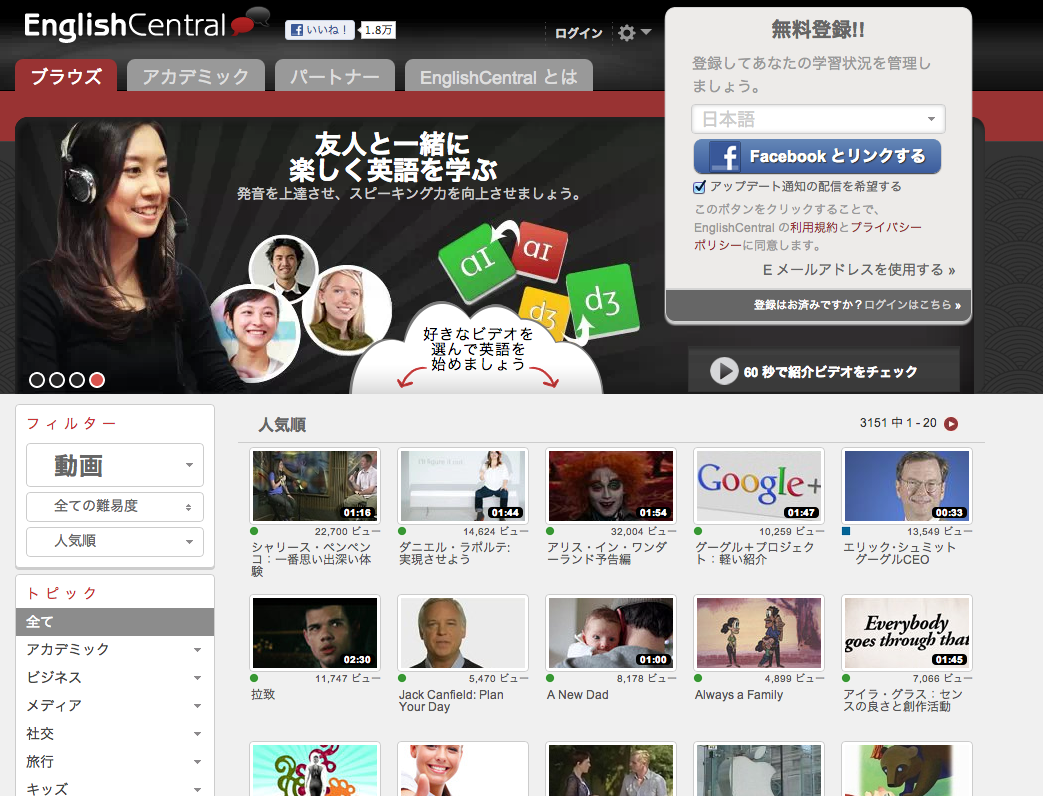 EnglishCentral
いいね！
1.8万
ログイン
ブラウズ
アカデミック
パートナー
EnglishCentral とは
無料登録!!
登録してあなたの学習状況を管理し
ましょう。
日本語
Facebook とリンクする
アップデート通知の配信を希望する
このボタンをクリックすることで、
EnglishCentral の利用規約とプライバシー
ポリシーに同意します。
E メールアドレスを使用する »
登録はお済みですか？ログインはこちら »
60 秒で紹介ビデオをチェック
友人と一緒に
楽しく英語を学ぶ
発音を上達させ、スピーキング力を向上させましょう。
ɑɪ
ɑɪ
ʤ
ʤ
好きなビデオを
選んで英語を
始めましょう
フィルター
動画
全ての難易度
人気順
トピック
全て
アカデミック
ビジネス
メディア
社交
旅行
キッズ
人気順
3151 中 1 - 20
01:16
22,700 ビュー
シャリース・ペンペン
コ：一番思い出深い体
験
I'll figure it out.
01:44
14,624 ビュー
ダニエル・ラポルテ:
実現させよう
01:54
32,004 ビュー
アリス・イン・ワンダ
ーランド予告編
Google+
01:47
10,259 ビュー
グーグル＋プロジェク
ト：軽い紹介
00:33
13,549 ビュー
エリック･シュミット
グーグルCEO
02:30
11,747 ビュー
拉致
5,470 ビュー
Jack Canfield: Plan
Your Day
01:00
8,178 ビュー
A New Dad
4,899 ビュー
Always a Family
Everybody
goes through that
01:45
7,066 ビュー
アイラ・グラス：セン
スの良さと創作活動